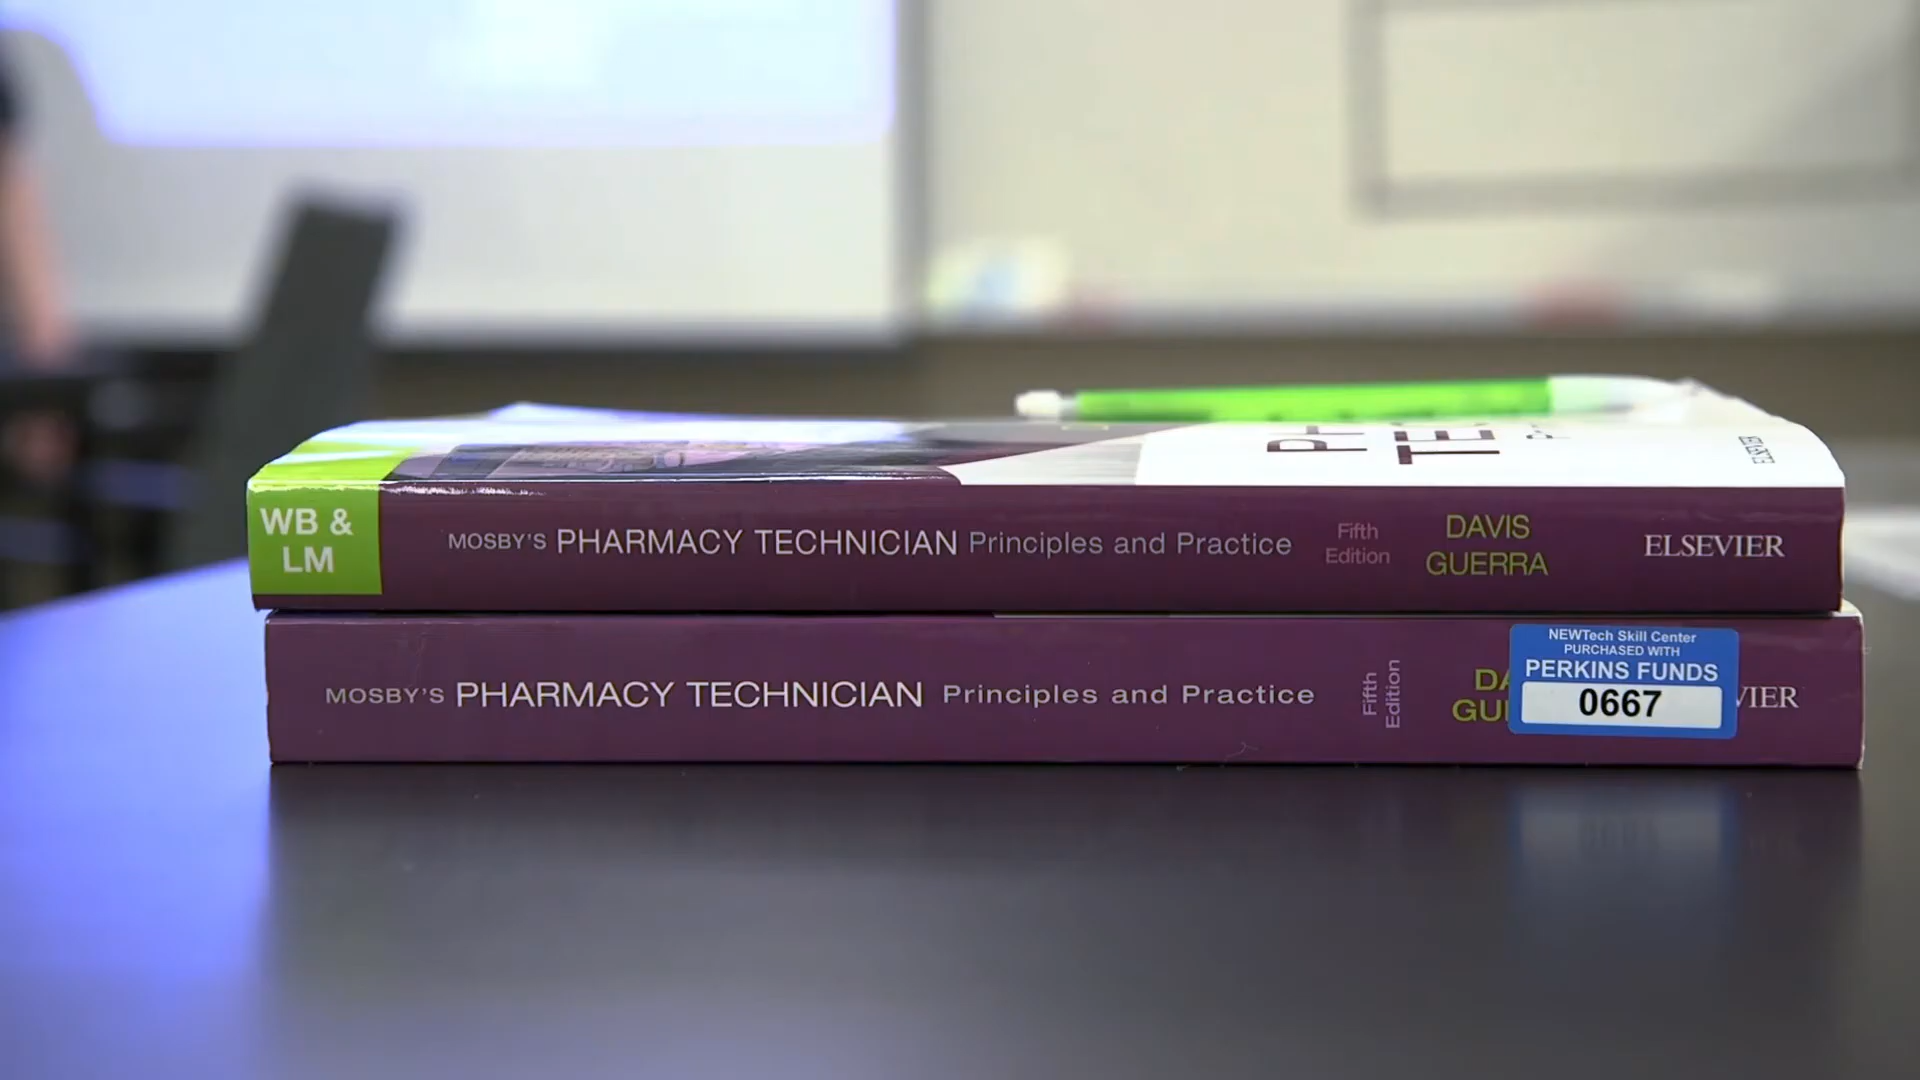 WB &
LM
MOSBY'S PHARMACY TECHNICIAN Principles and Practice
Fifth
Edition
DAVIS
GUERRA
ELSEVIER
ELSEVIER
MOSBY'S PHARMACY TECHNICIAN Principles and Practice
Fifth
Edition
NEWTech Skill Center
PURCHASED WITH
PERKINS FUNDS
0667